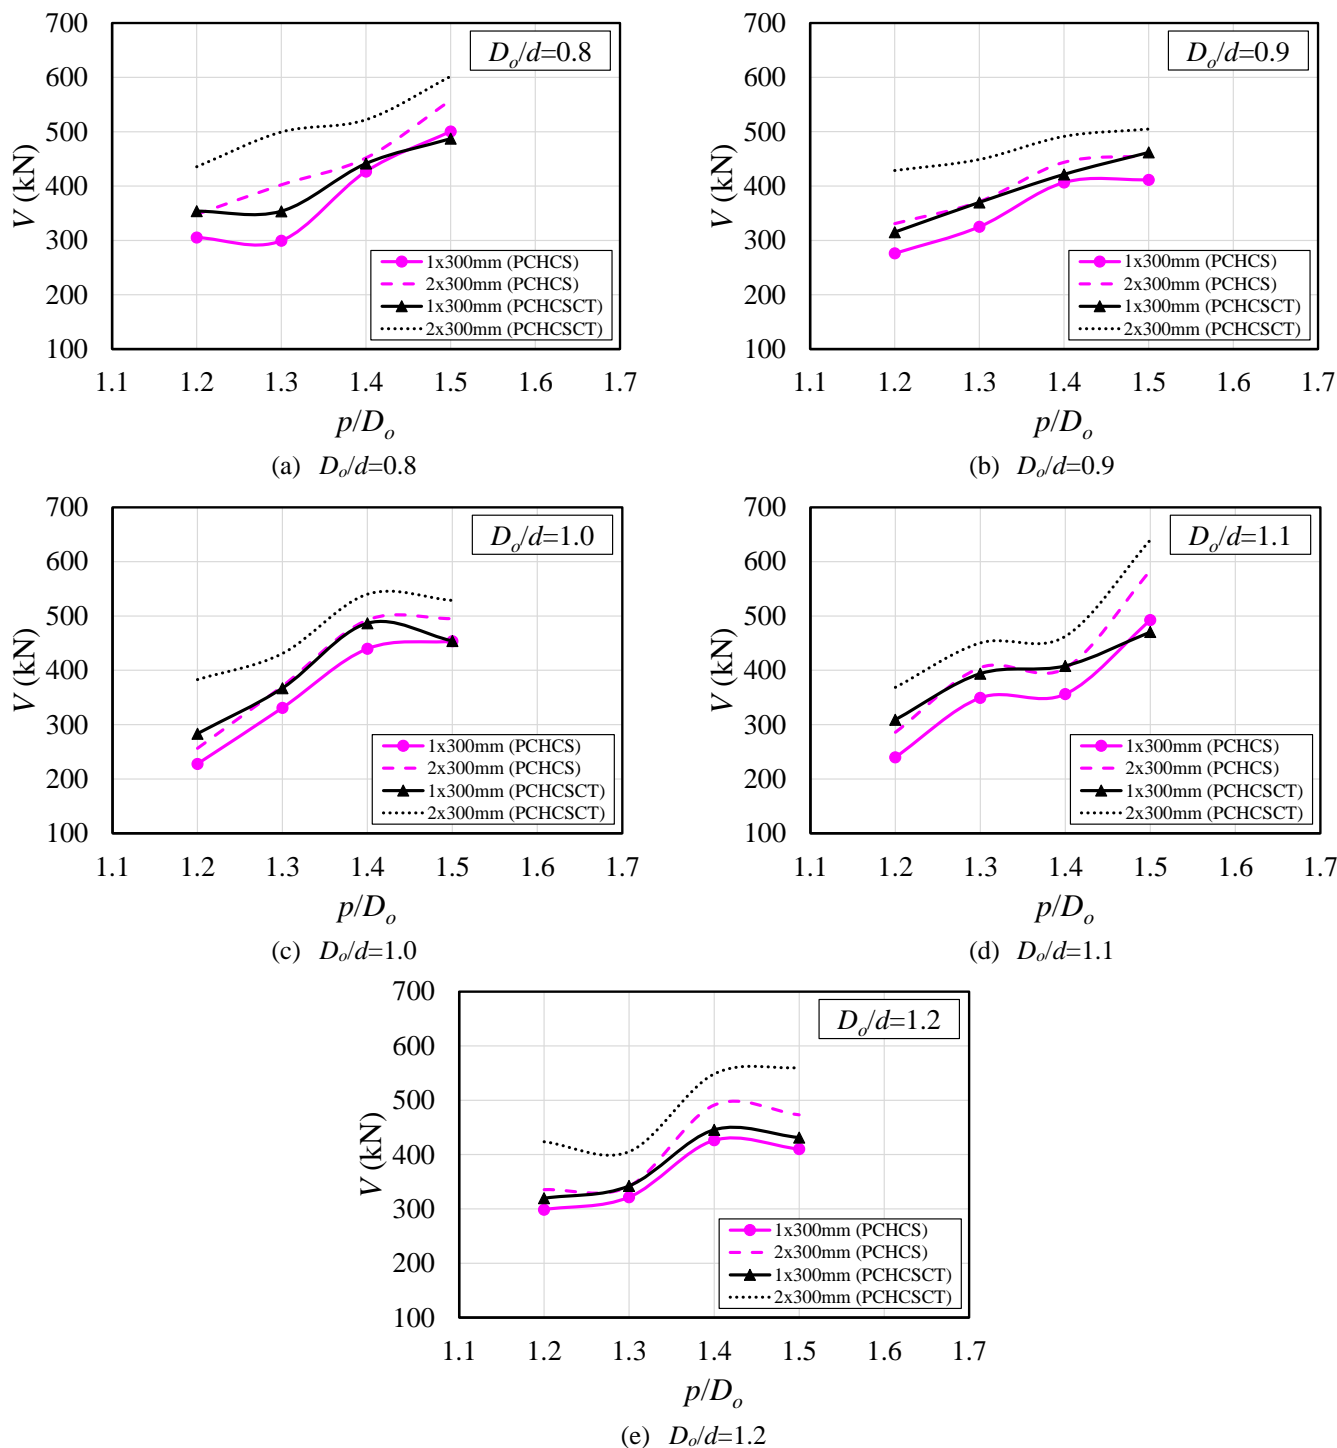 700
600
500
400
300
200
100
V (kN)
D_o/d=0.8
1x300mm (PCHCS)
2x300mm (PCHCS)
1x300mm (PCHCSCT)
2x300mm (PCHCSCT)
1.1 1.2 1.3 1.4 1.5 1.6 1.7
p/D_o
(a) D_o/d=0.8
700
600
500
400
300
200
100
V (kN)
D_o/d=0.9
1x300mm (PCHCS)
2x300mm (PCHCS)
1x300mm (PCHCSCT)
2x300mm (PCHCSCT)
1.1 1.2 1.3 1.4 1.5 1.6 1.7
p/D_o
(b) D_o/d=0.9
700
600
500
400
300
200
100
V (kN)
D_o/d=1.0
1x300mm (PCHCS)
2x300mm (PCHCS)
1x300mm (PCHCSCT)
2x300mm (PCHCSCT)
1.1 1.2 1.3 1.4 1.5 1.6 1.7
p/D_o
(c) D_o/d=1.0
700
600
500
400
300
200
100
V (kN)
D_o/d=1.1
1x300mm (PCHCS)
2x300mm (PCHCS)
1x300mm (PCHCSCT)
2x300mm (PCHCSCT)
1.1 1.2 1.3 1.4 1.5 1.6 1.7
p/D_o
(d) D_o/d=1.1
700
600
500
400
300
200
100
V (kN)
D_o/d=1.2
1x300mm (PCHCS)
2x300mm (PCHCS)
1x300mm (PCHCSCT)
2x300mm (PCHCSCT)
1.1 1.2 1.3 1.4 1.5 1.6 1.7
p/D_o
(e) D_o/d=1.2